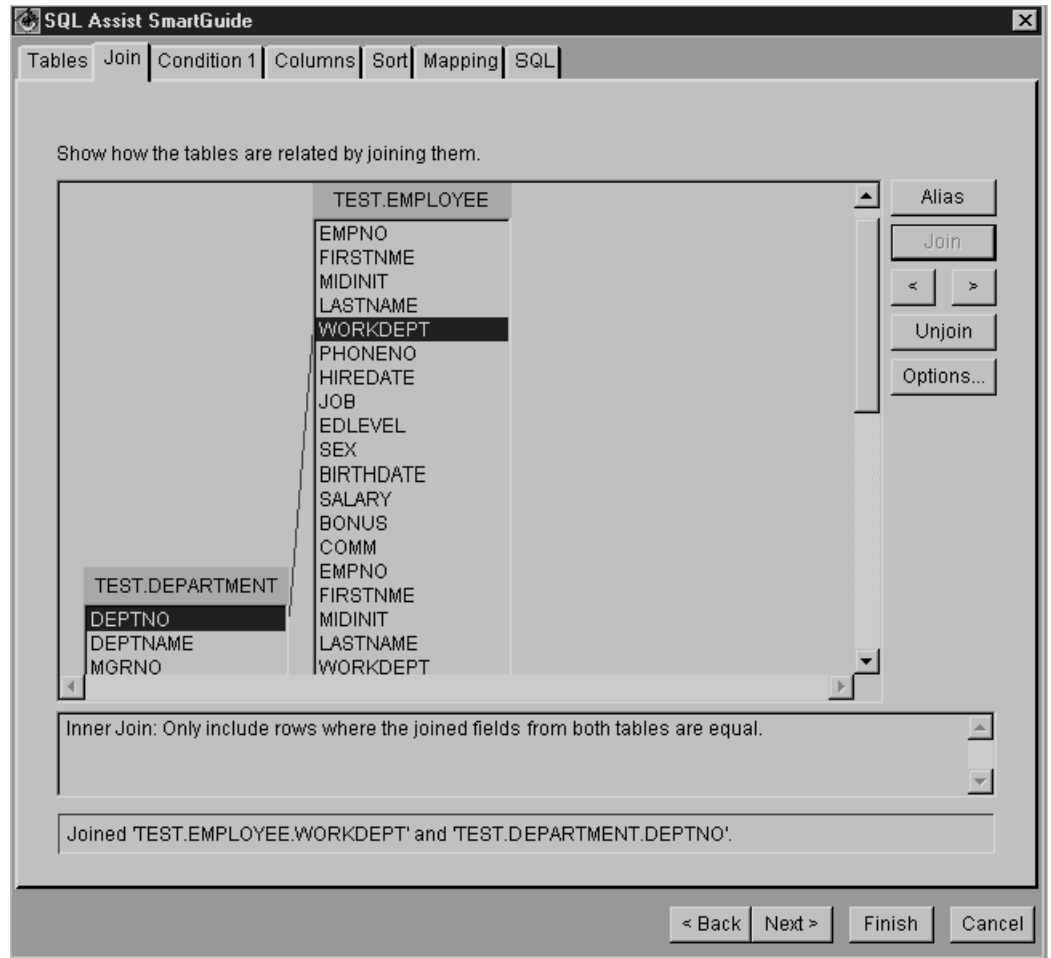 SQL Assist SmartGuide
Tables Join Condition 1 Columns Sort Mapping SQL
Show how the tables are related by joining them.
TEST.EMPLOYEE
EMPNO
FIRSTNME
MIDINIT
LASTNAME
WORKDEPT
PHONENO
HIREDATE
JOB
EDLEVEL
SEX
BIRTHDATE
SALARY
BONUS
COMM
EMPNO
FIRSTNME
MIDINIT
LASTNAME
WORKDEPT
TEST.DEPARTMENT
DEPTNO
DEPTNAME
MGRNO
Alias
Join
< >
Unjoin
Options...
Inner Join: Only include rows where the joined fields from both tables are equal.
Joined 'TEST.EMPLOYEE.WORKDEPT' and 'TEST.DEPARTMENT.DEPTNO'.
< Back Next > Finish Cancel